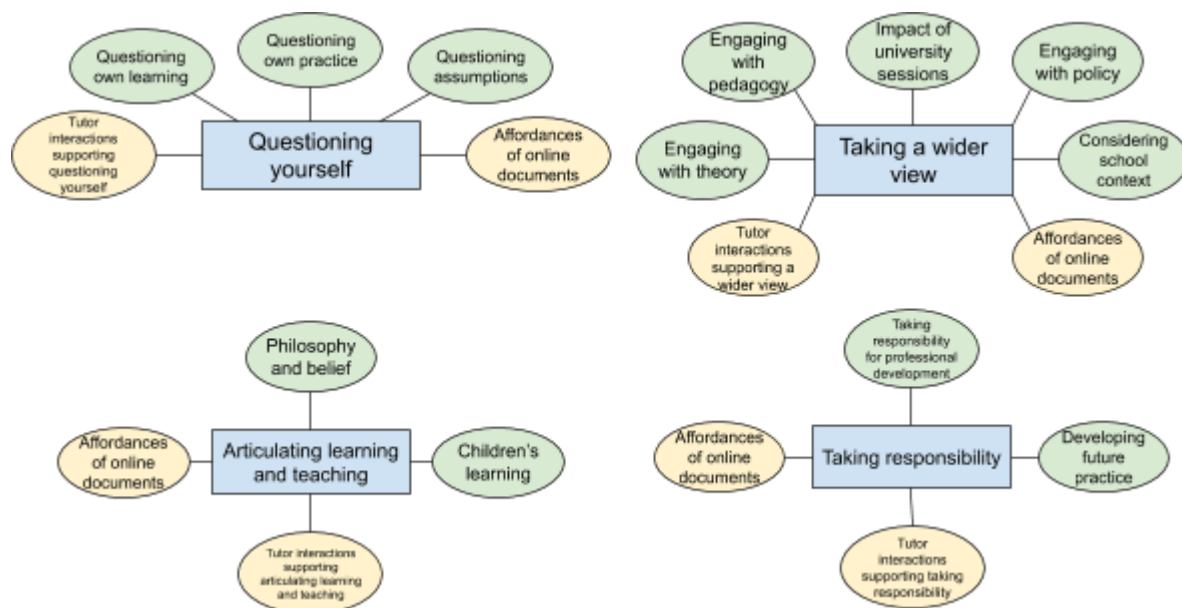 Questioning
own learning
Questioning
own practice
Questioning
assumptions
Tutor
interactions
supporting
questioning
yourself
Questioning
yourself
Affordances
of online
documents
Engaging
with
pedagogy
Impact of
university
sessions
Engaging
with policy
Engaging
with theory
Taking a wider
view
Considering
school
context
Tutor
interactions
supporting a
wider view
Affordances
of online
documents
Philosophy
and belief
Affordances
of online
documents
Articulating learning
and teaching
Children's
learning
Tutor interactions
supporting
articulating learning
and teaching
Taking
responsibility
for professional
development
Affordances
of online
documents
Taking responsibility
Developing
future
practice
Tutor
interactions
supporting taking
responsibility